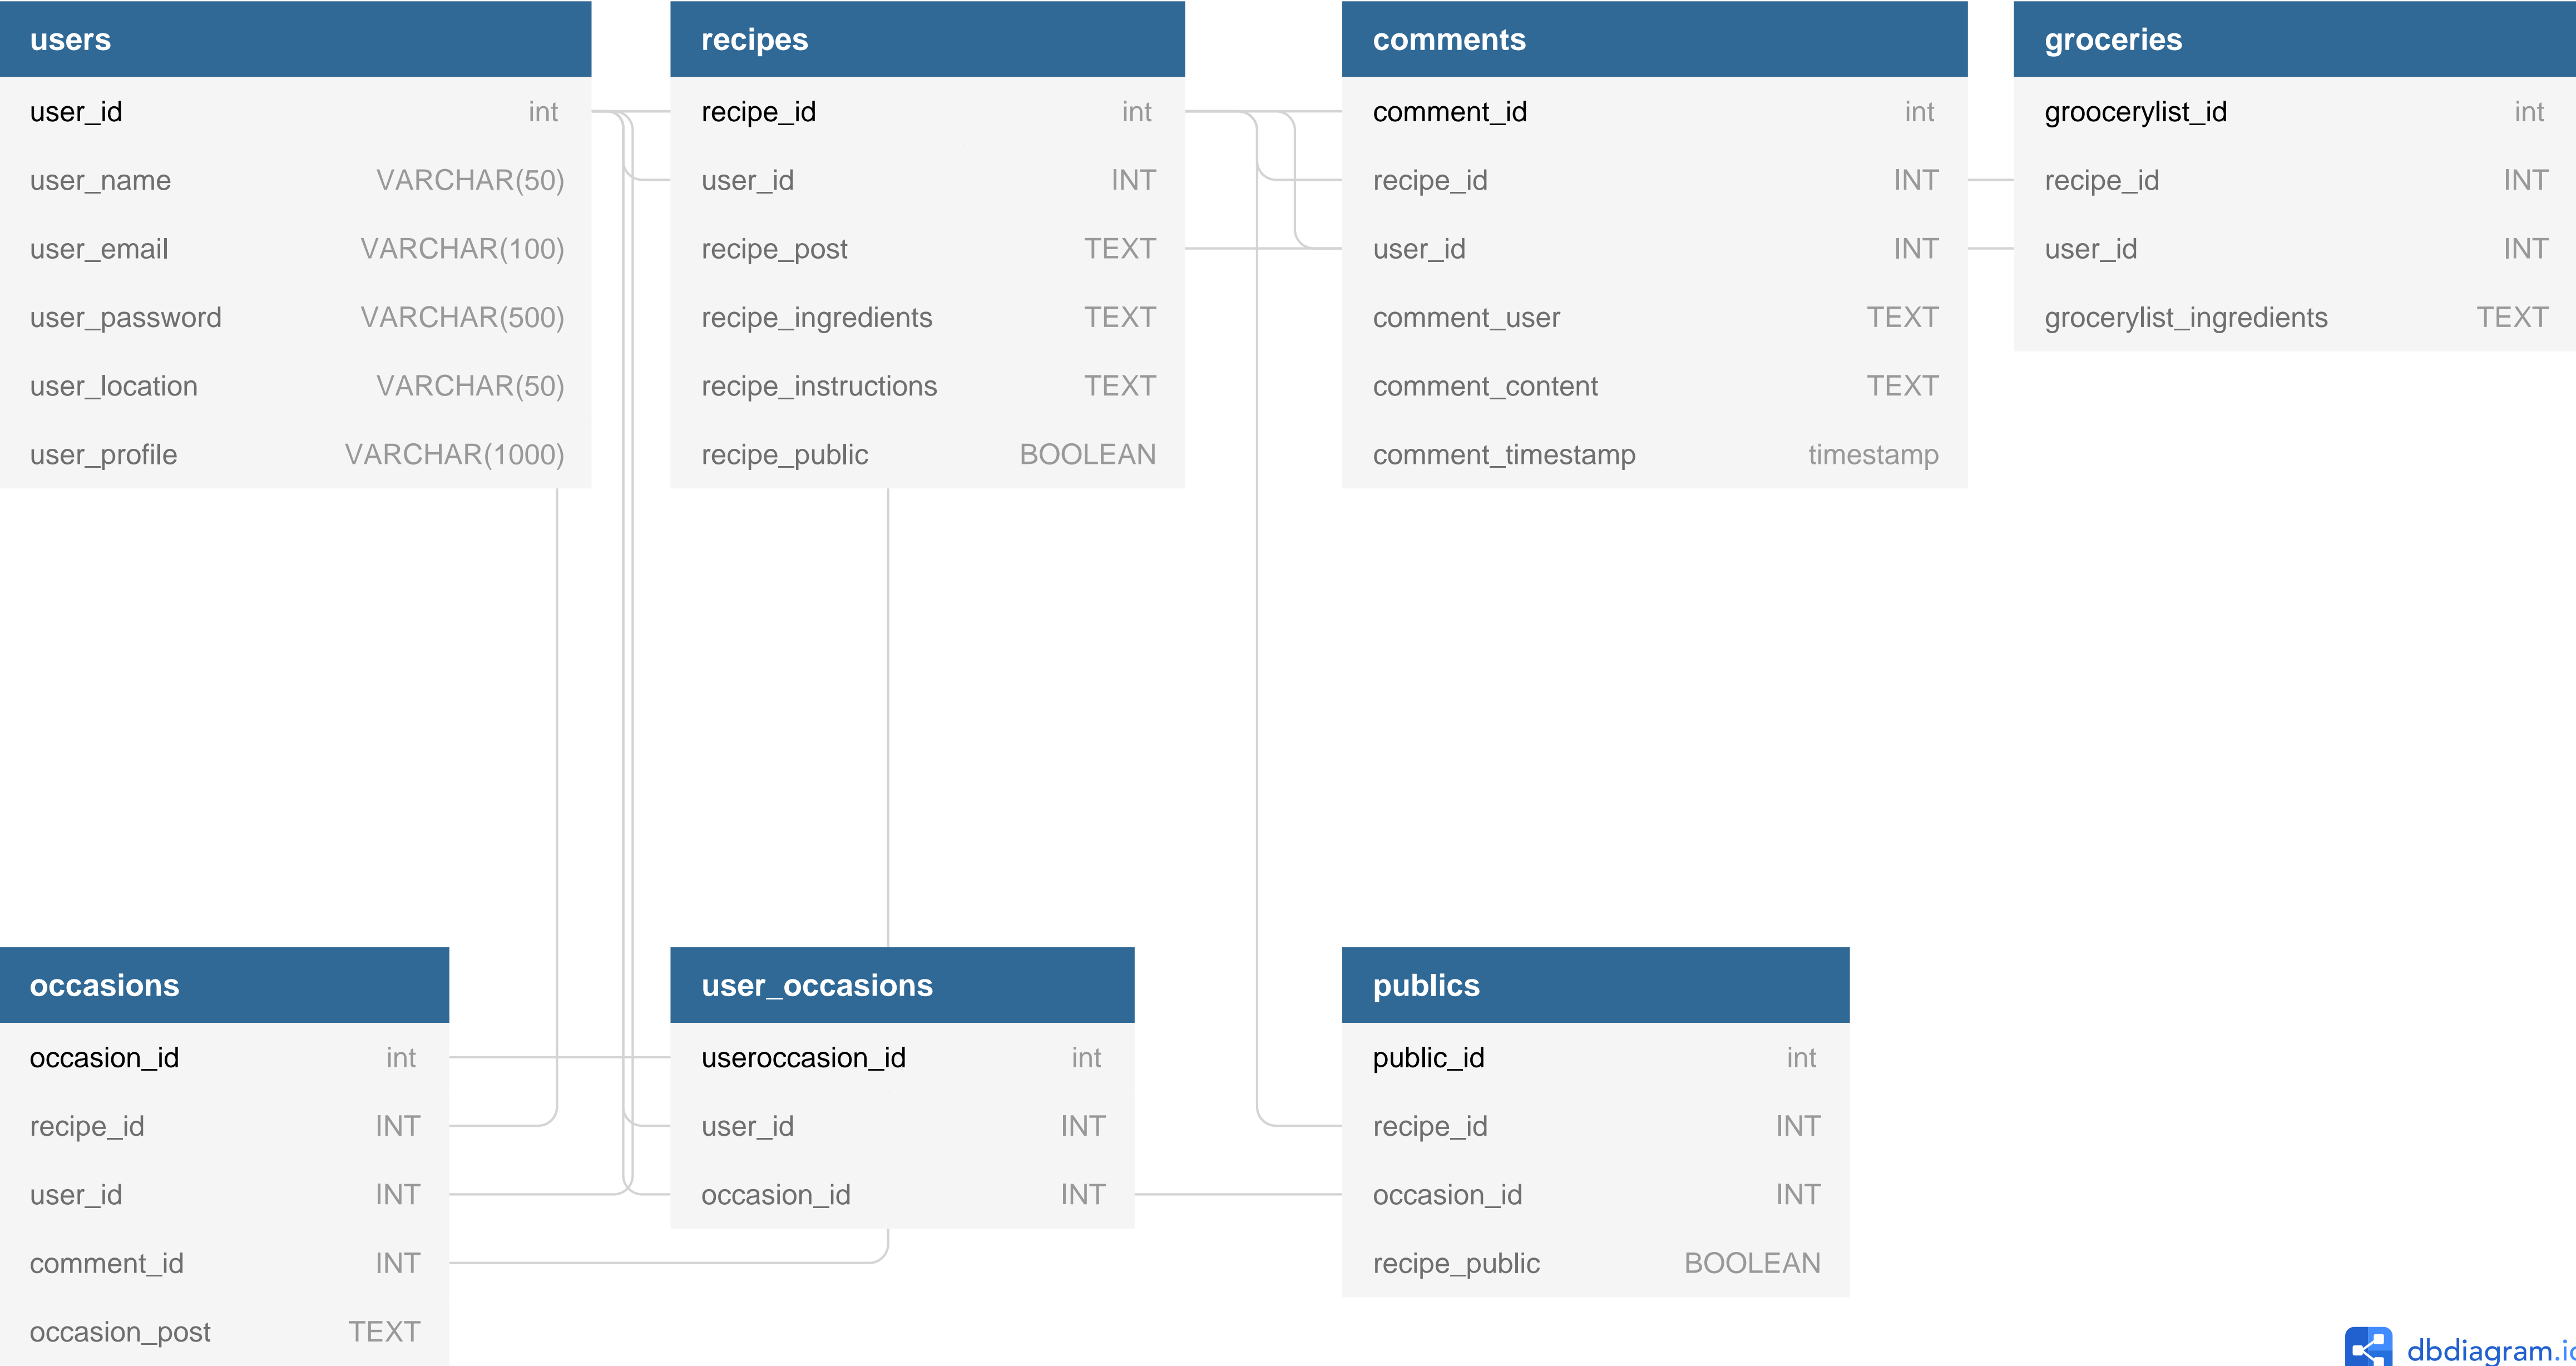 users
user_id int
user_name VARCHAR(50)
user_email VARCHAR(100)
user_password VARCHAR(500)
user_location VARCHAR(50)
user_profile VARCHAR(1000)
recipes
recipe_id int
user_id INT
recipe_post TEXT
recipe_ingredients TEXT
recipe_instructions TEXT
recipe_public BOOLEAN
comments
comment_id int
recipe_id INT
user_id INT
comment_user TEXT
comment_content TEXT
comment_timestamp timestamp
groceries
groocerylist_id int
recipe_id INT
user_id INT
grocerylist_ingredients TEXT
occasions
occasion_id int
recipe_id INT
user_id INT
comment_id INT
occasion_post TEXT
user_occasions
useroccasion_id int
user_id INT
occasion_id INT
publics
public_id int
recipe_id INT
occasion_id INT
recipe_public BOOLEAN
dbdiagram.io